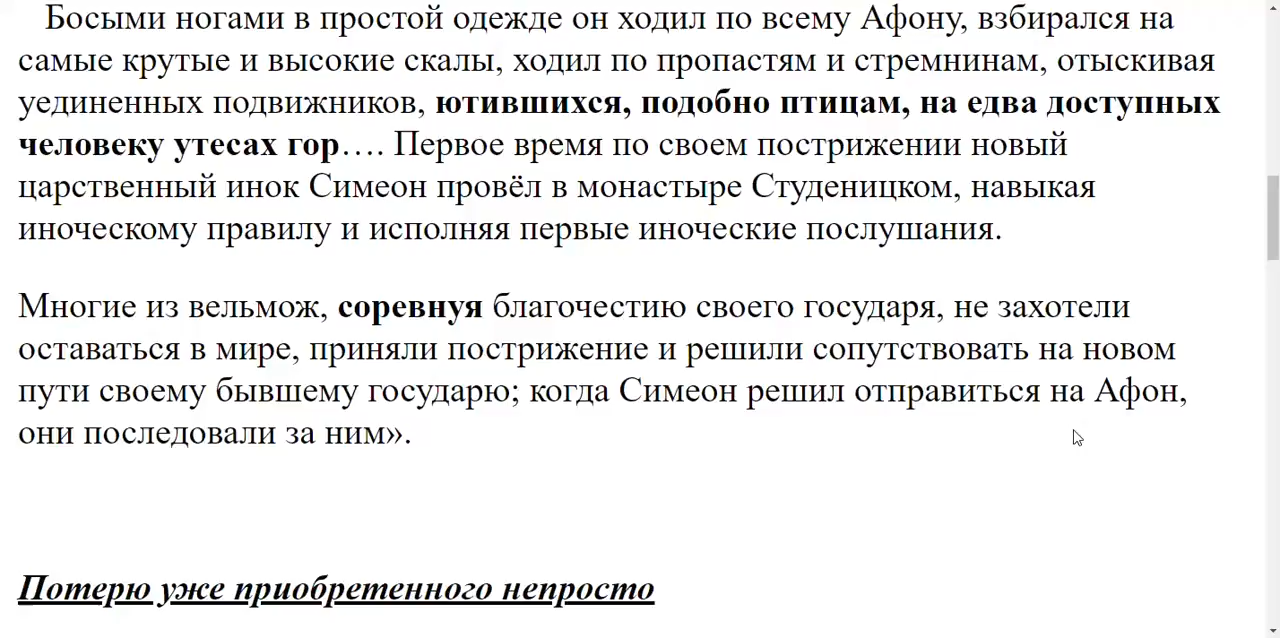 Босыми ногами в простой одежде он ходил по всему Афону, взбирался на
самые крутые и высокие скалы, ходил по пропастям и стремнинам, отыскивая
уединенных подвижников, ютившихся, подобно птицам, на едва доступных
человеку утесах гор…. Первое время по своем пострижении новый
царственный инок Симеон провёл в монастыре Студеницком, навыкая
иноческому правилу и исполняя первые иноческие послушания.
Многие из вельмож, соревнуя благочестию своего государя, не захотели
оставаться в мире, приняли пострижение и решили сопутствовать на новом
пути своему бывшему государю; когда Симеон решил отправиться на Афон,
они последовали за ним».
Потерю уже приобретенного непросто